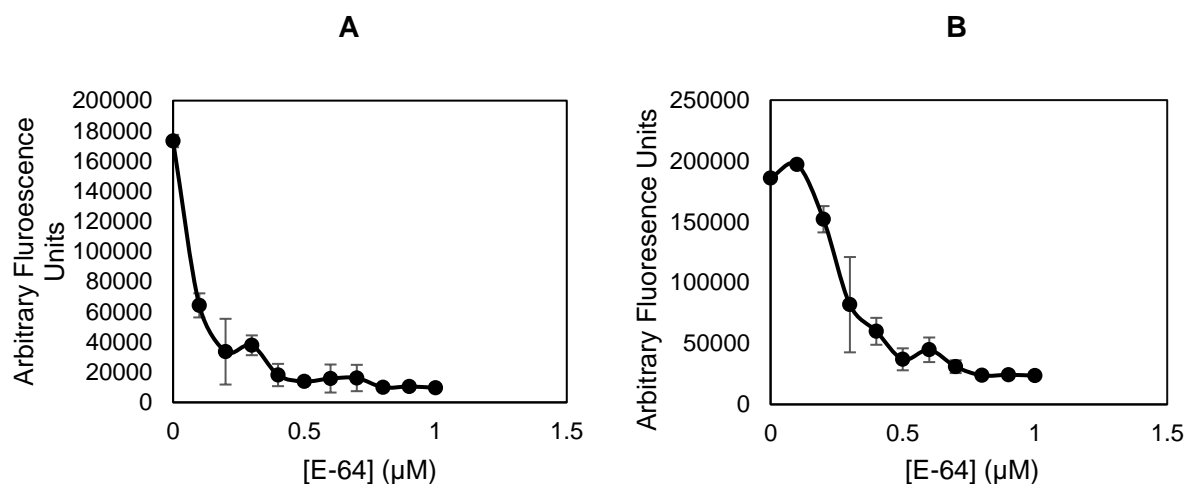 A
200000
180000
160000
140000
120000
100000
80000
60000
40000
20000
0
Arbitrary Fluroescence
Units
0 0.5 1 1.5
[E-64] (µM)
B
250000
200000
150000
100000
50000
0
Arbitrary Fluoresence Units
0 0.5 1 1.5
[E-64] (µM)